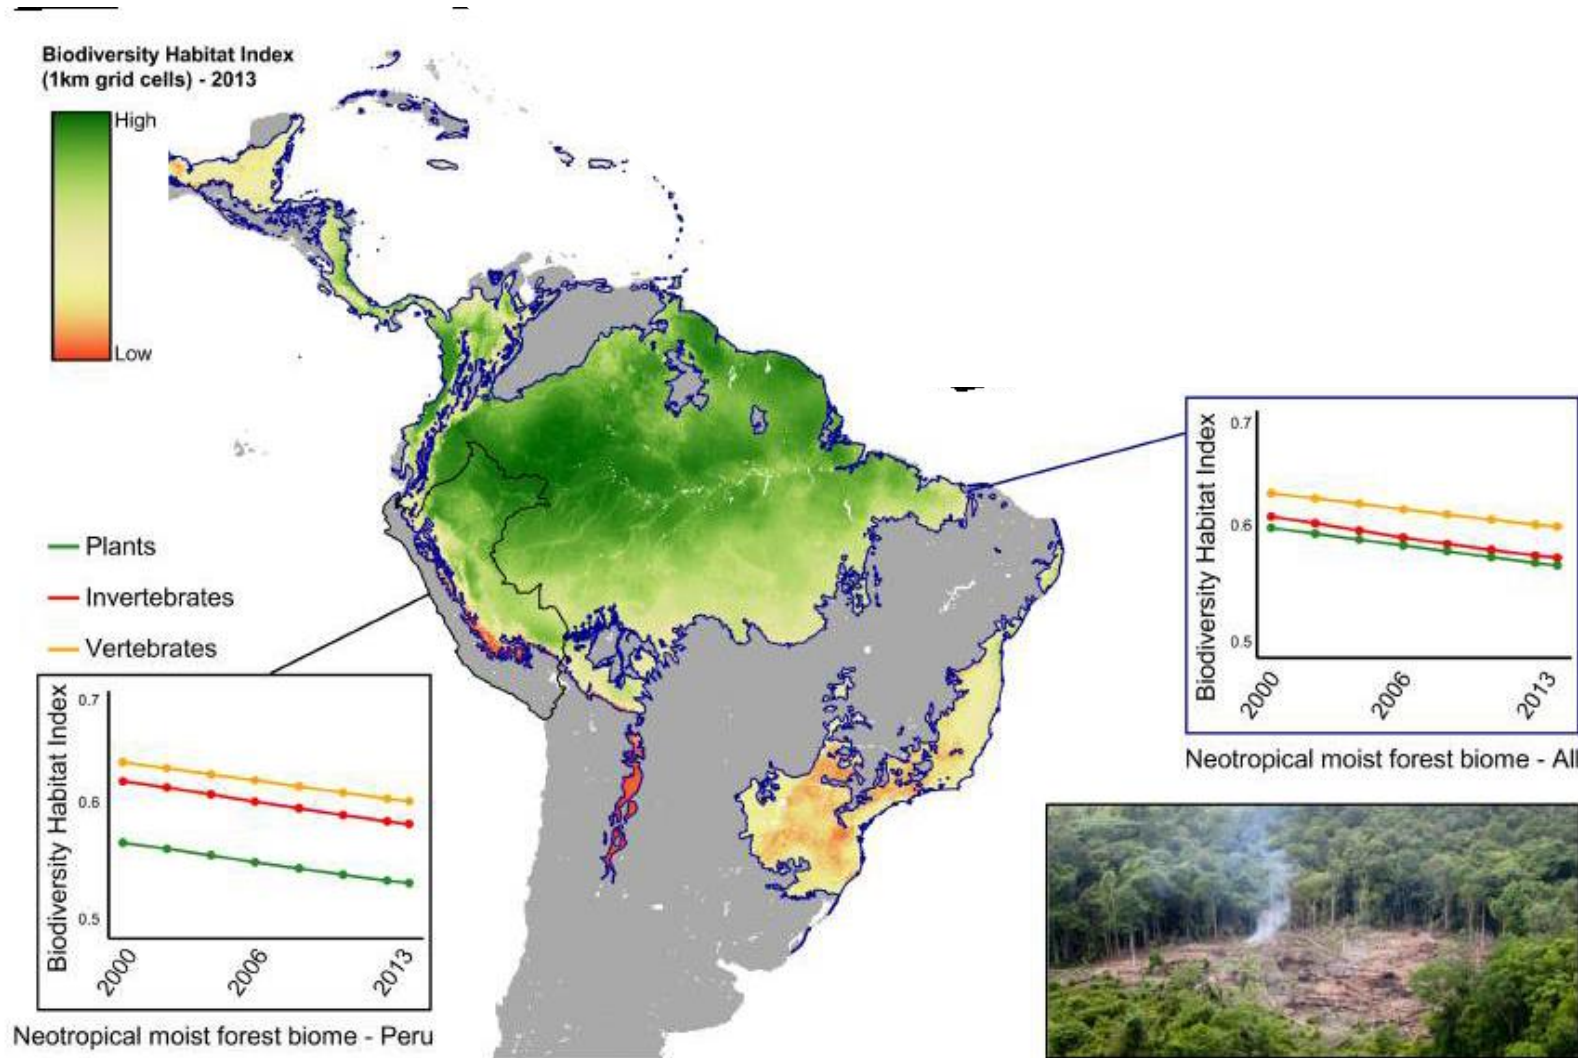 Biodiversity Habitat Index
(1km grid cells) - 2013
High
Low
Plants
Invertebrates
Vertebrates
Biodiversity Habitat Index
0.7
0.6
0.5
2000
2006
2013
Neotropical moist forest biome - Peru
Biodiversity Habitat Index
0.7
0.6
0.5
2000
2006
2013
Neotropical moist forest biome - All